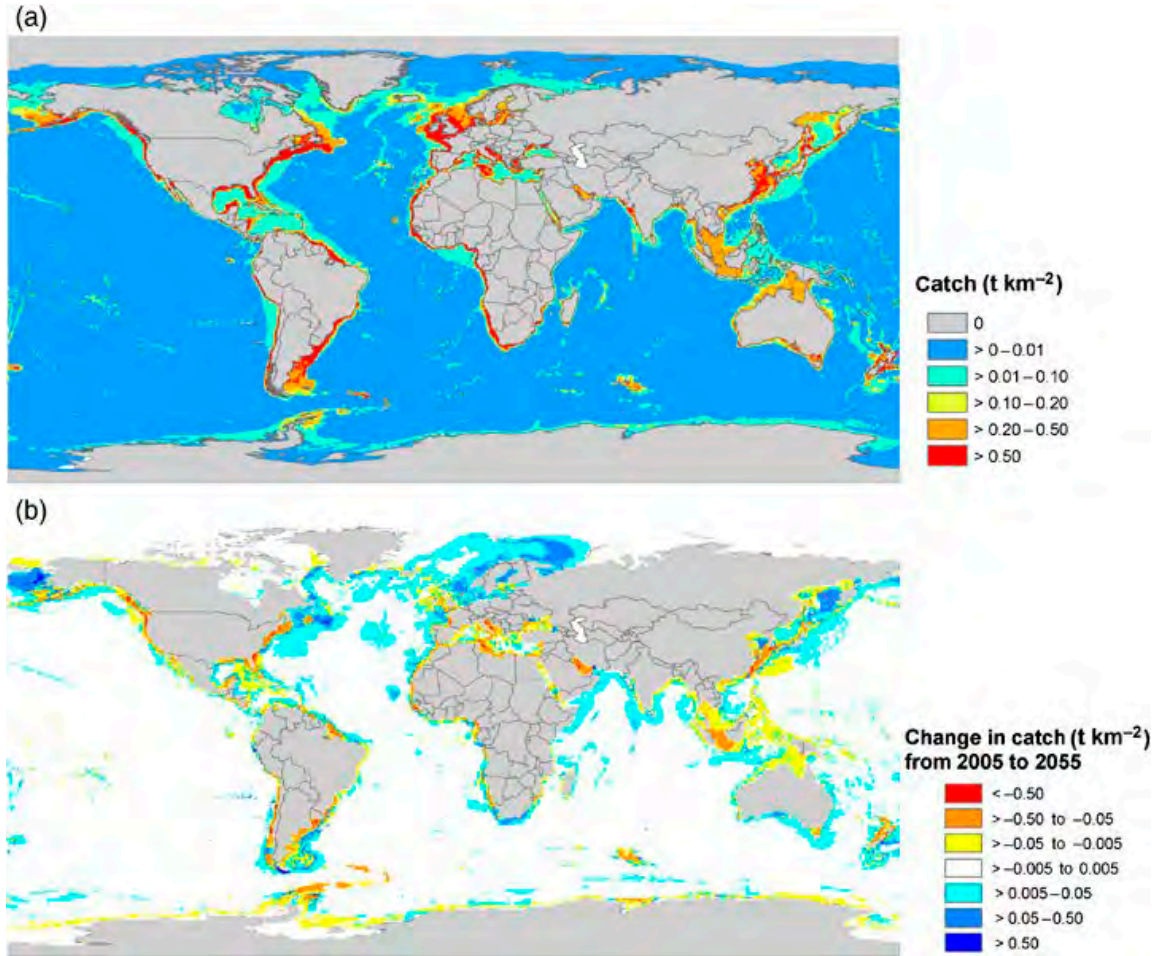 (a)
Catch (t km⁻²)
0
> 0–0.01
> 0.01–0.10
> 0.10–0.20
> 0.20–0.50
> 0.50
(b)
Change in catch (t km⁻²)
from 2005 to 2055
< –0.50
> –0.50 to –0.05
> –0.05 to –0.005
> –0.005 to 0.005
> 0.005–0.05
> 0.05–0.50
> 0.50